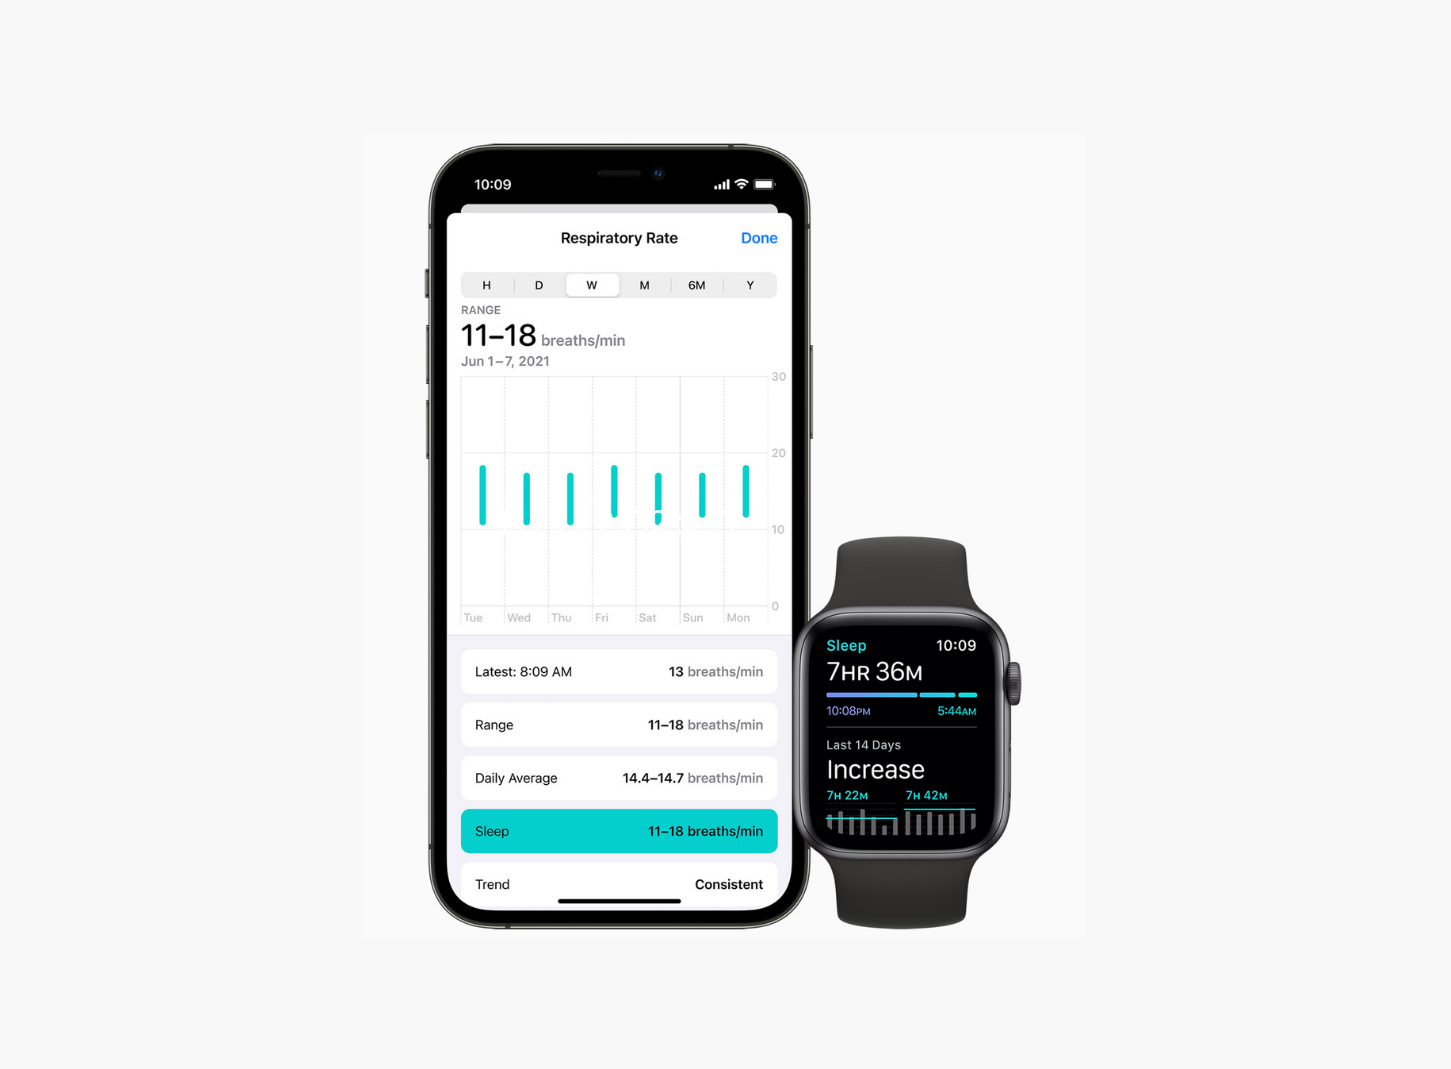 10:09
Respiratory Rate
Done
H D W M 6M Y
RANGE
11–18 breaths/min
Jun 1–7, 2021
30
20
10
0
Tue Wed Thu Fri Sat Sun Mon
Latest: 8:09 AM 13 breaths/min
Range 11–18 breaths/min
Daily Average 14.4–14.7 breaths/min
Sleep 11–18 breaths/min
Trend Consistent
Sleep 10:09
7HR 36M
10:08PM 5:44AM
Last 14 Days
Increase
7H 22M 7H 42M